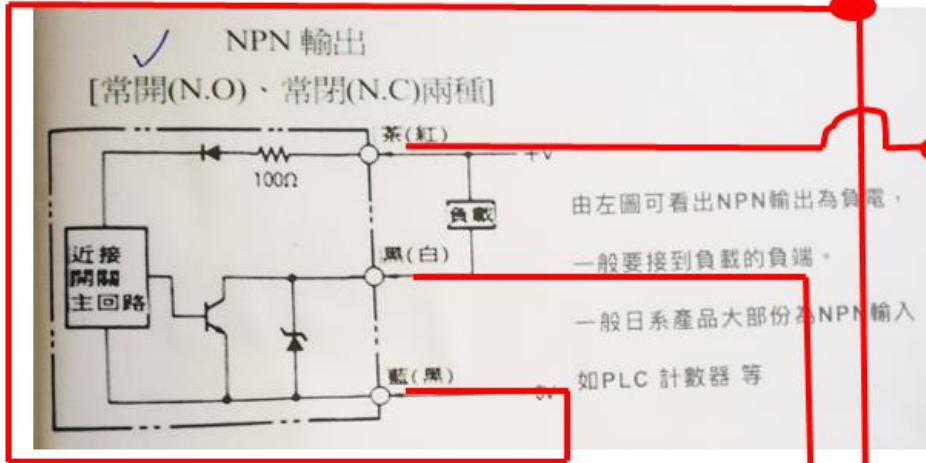 NPN 輸出
[常開(N.O)、常閉(N.C)兩種]
茶(紅)
+V
100Ω
負載
由左圖可看出NPN輸出為負電，
近接
開關
主回路
黑(白)
一般要接到負載的負端。
一般日系產品大部份為NPN輸入
藍(黑)
如PLC 計數器 等